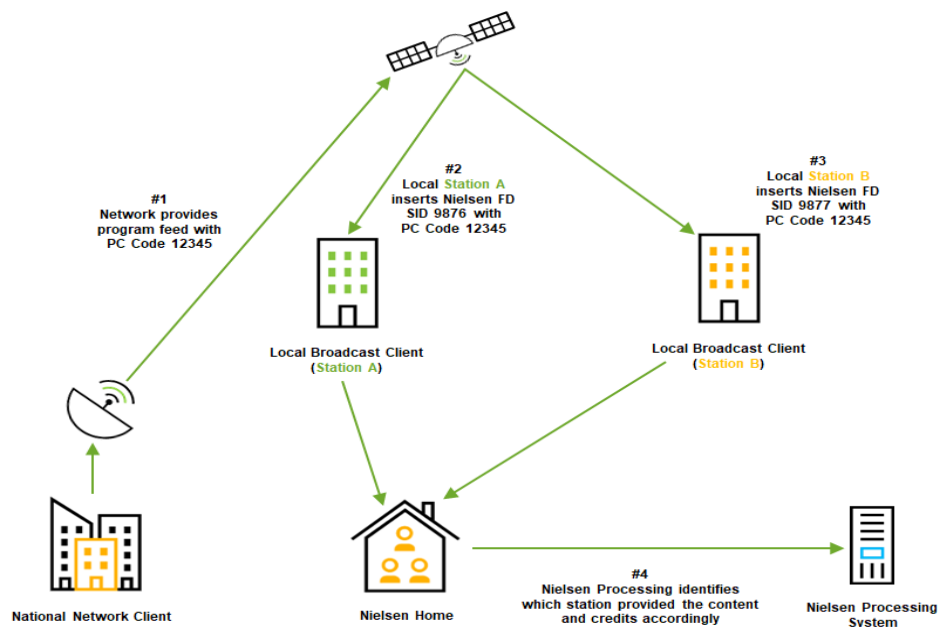 #1
Network provides
program feed with
PC Code 12345
#2
Local Station A
inserts Nielsen FD
SID 9876 with
PC Code 12345
#3
Local Station B
inserts Nielsen FD
SID 9877 with
PC Code 12345
Local Broadcast Client
(Station A)
Local Broadcast Client
(Station B)
National Network Client
Nielsen Home
#4
Nielsen Processing identifies
which station provided the content
and credits accordingly
Nielsen Processing
System